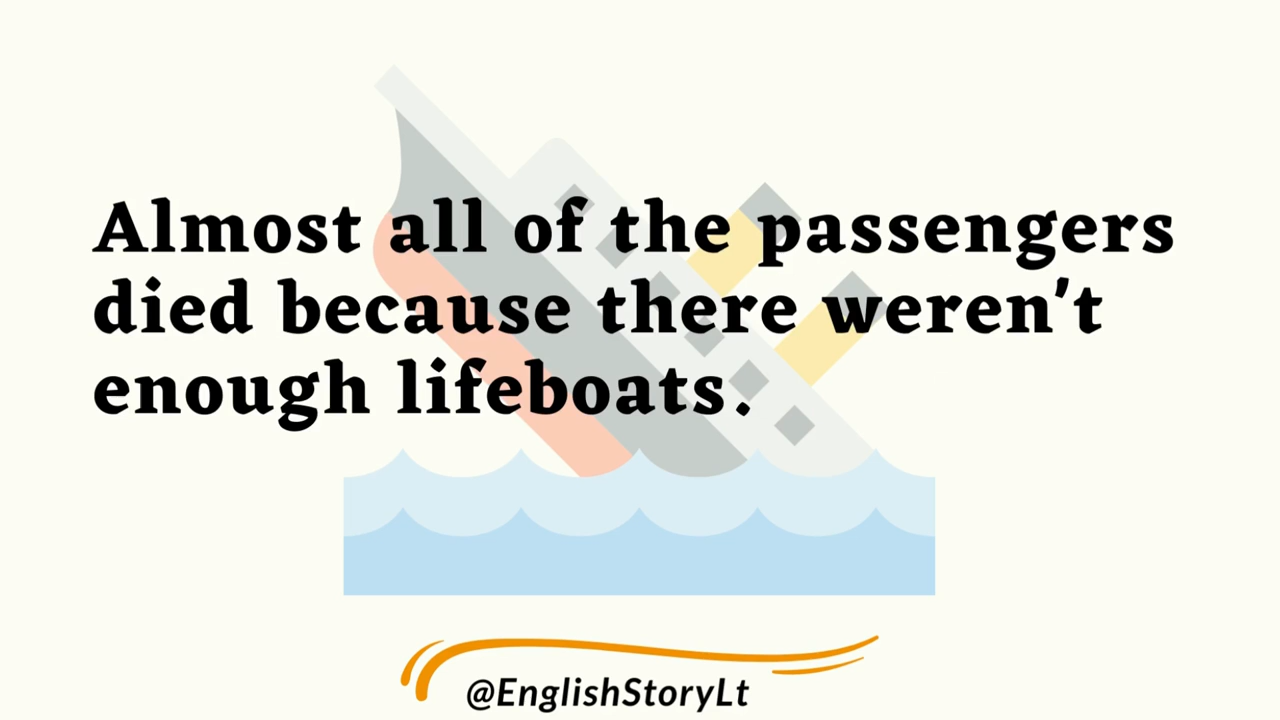 Almost all of the passengers
died because there weren't
enough lifeboats.
@EnglishStoryLt